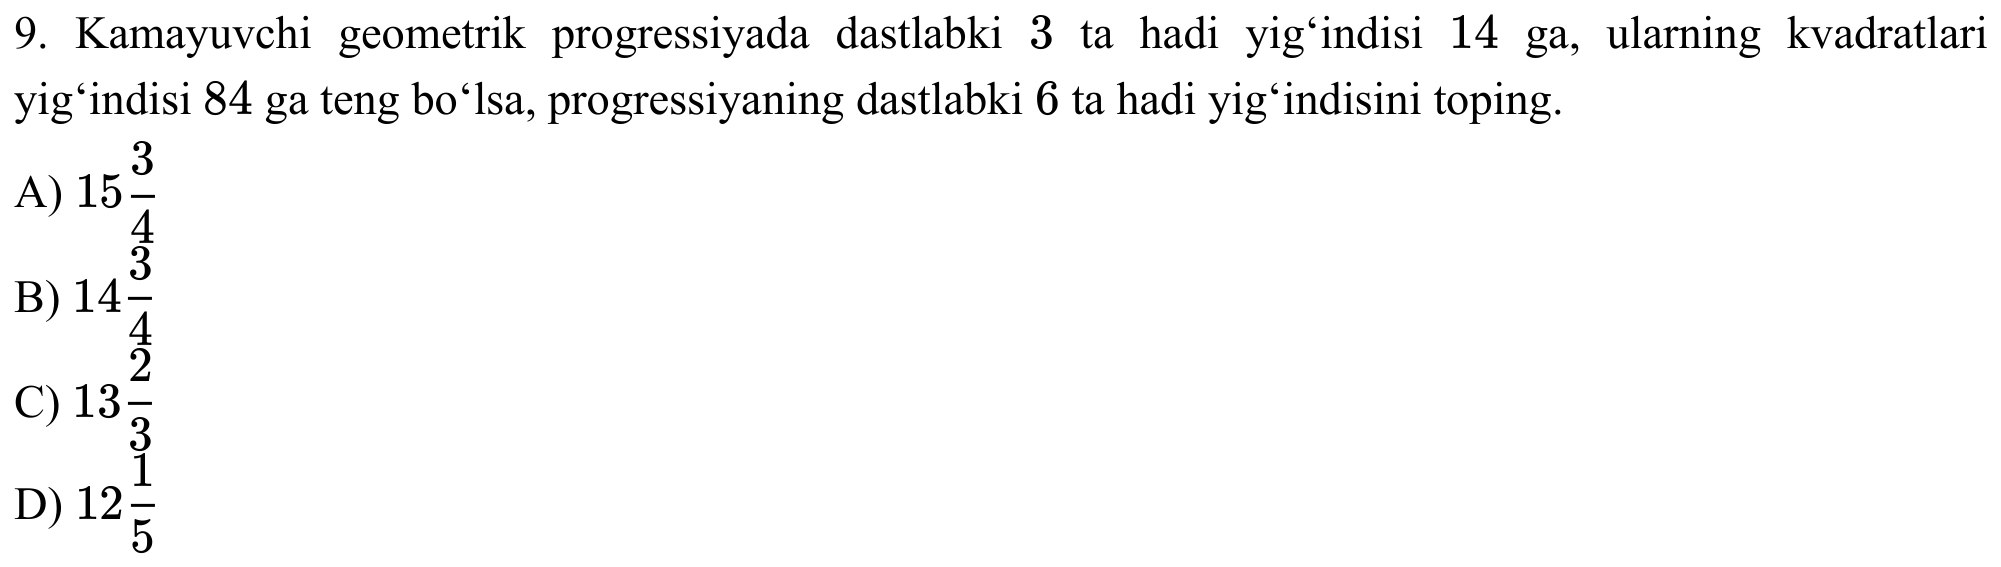 9. Kamayuvchi geometrik progressiyada dastlabki 3 ta hadi yig‘indisi 14 ga, ularning kvadratlari
yig‘indisi 84 ga teng bo‘lsa, progressiyaning dastlabki 6 ta hadi yig‘indisini toping.
A) 15 3/4
B) 14 3/4
C) 13 2/3
D) 12 1/5